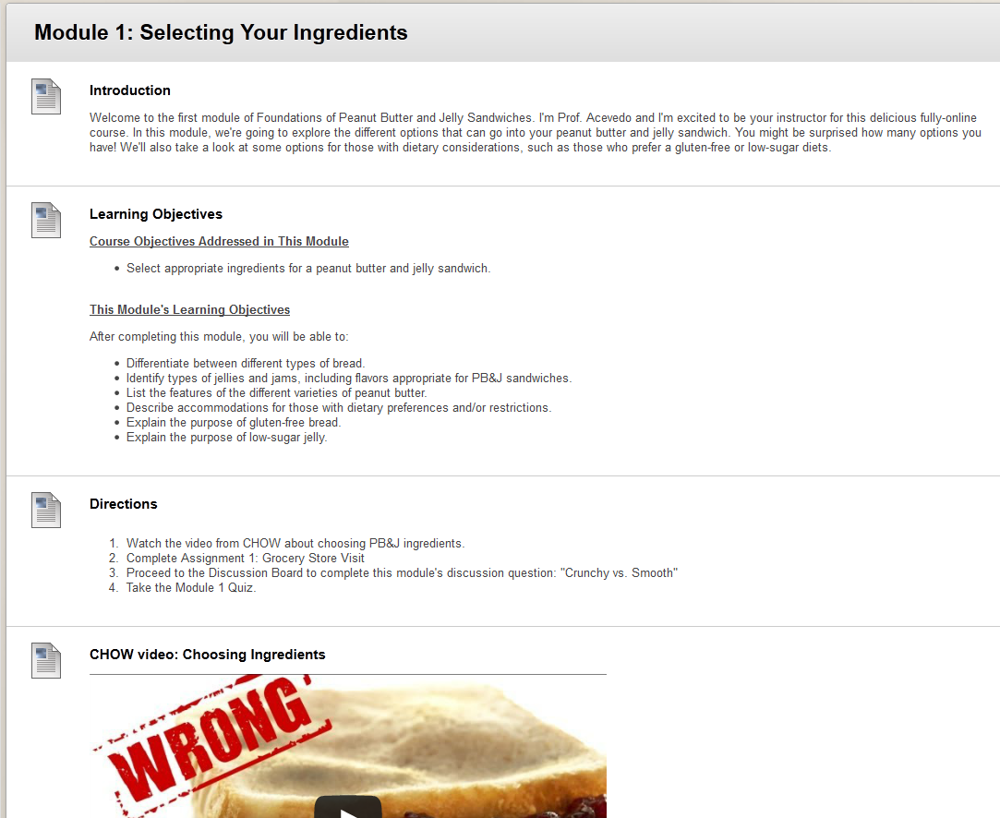 Module 1: Selecting Your Ingredients
Introduction
Welcome to the first module of Foundations of Peanut Butter and Jelly Sandwiches. I'm Prof. Acevedo and I'm excited to be your instructor for this delicious fully-online
course. In this module, we're going to explore the different options that can go into your peanut butter and jelly sandwich. You might be surprised how many options you
have! We'll also take a look at some options for those with dietary considerations, such as those who prefer a gluten-free or low-sugar diets.
Learning Objectives
Course Objectives Addressed in This Module
• Select appropriate ingredients for a peanut butter and jelly sandwich.
This Module's Learning Objectives
After completing this module, you will be able to:
• Differentiate between different types of bread.
• Identify types of jellies and jams, including flavors appropriate for PB&J sandwiches.
• List the features of the different varieties of peanut butter.
• Describe accommodations for those with dietary preferences and/or restrictions.
• Explain the purpose of gluten-free bread.
• Explain the purpose of low-sugar jelly.
Directions
1. Watch the video from CHOW about choosing PB&J ingredients.
2. Complete Assignment 1: Grocery Store Visit
3. Proceed to the Discussion Board to complete this module's discussion question: "Crunchy vs. Smooth"
4. Take the Module 1 Quiz.
CHOW video: Choosing Ingredients
WRONG